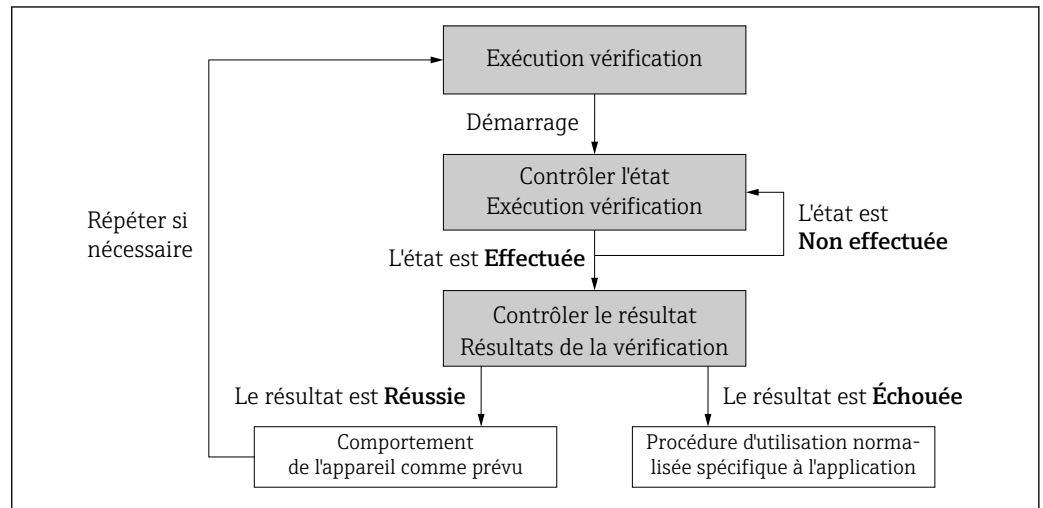 Exécution vérification
Démarrage
Contrôler l'état
Exécution vérification
Répéter si
nécessaire
L'état est
Non effectuée
L'état est Effectuée
Contrôler le résultat
Résultats de la vérification
Le résultat est Réussie
Le résultat est Échouée
Comportement
de l'appareil comme prévu
Procédure d'utilisation norma-
lisée spécifique à l'application